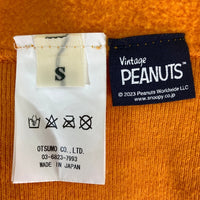 S
OTSUMO CO., LTD.
03-6823-7993
MADE IN JAPAN
Vintage
PEANUTS™
© 2023 Peanuts Worldwide LLC
www.snoopy.co.jp